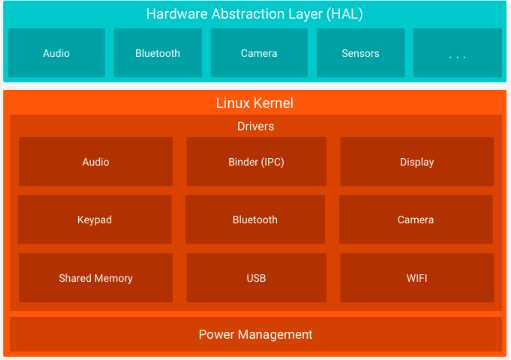 Hardware Abstraction Layer (HAL)
Audio
Bluetooth
Camera
Sensors
. . .
Linux Kernel
Drivers
Audio
Binder (IPC)
Display
Keypad
Bluetooth
Camera
Shared Memory
USB
WIFI
Power Management